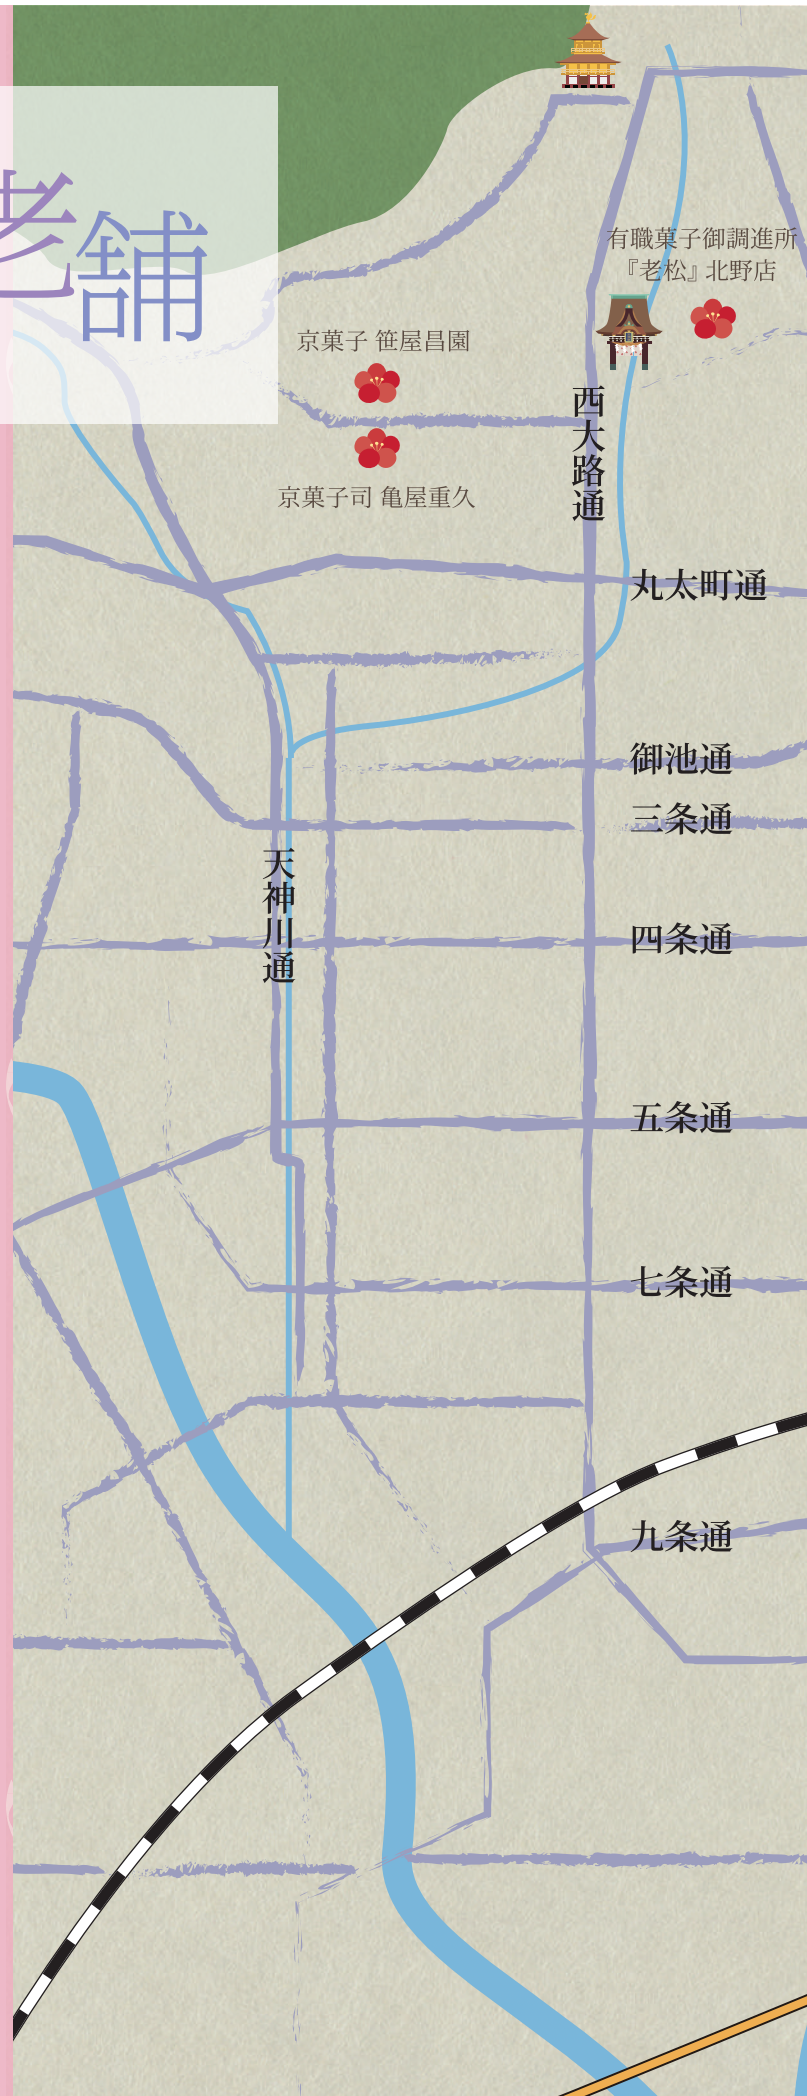 老舗
有職菓子御調進所
『老松』北野店
京菓子 笹屋昌園
京菓子司 亀屋重久
西大路通
丸太町通
御池通
三条通
天神川通
四条通
五条通
七条通
九条通